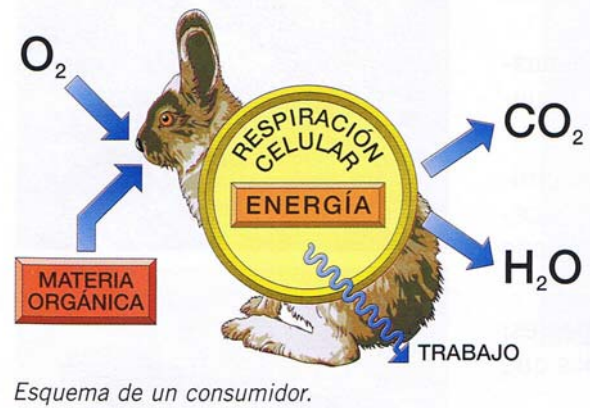 O₂
RESPIRACIÓN
CELULAR
ENERGÍA
CO₂
MATERIA
ORGÁNICA
H₂O
TRABAJO
Esquema de un consumidor.